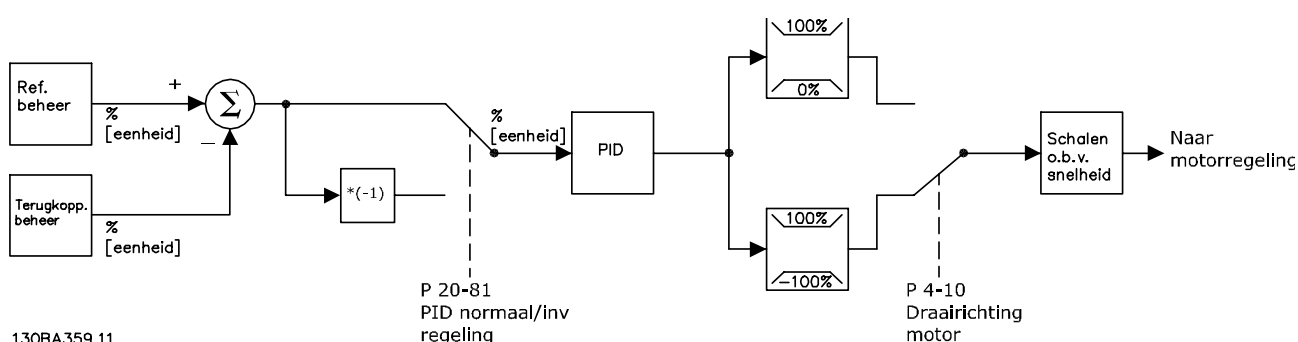 Ref.
beheer
+
%
[eenheid]
Σ
−
Terugkopp.
beheer
%
[eenheid]
*(-1)
P 20-81
PID normaal/inv
regeling
%
[eenheid]
PID
100%
0%
100%
−100%
P 4-10
Draairichting
motor
Schalen
o.b.v.
snelheid
Naar
motorregeling
130BA359.11